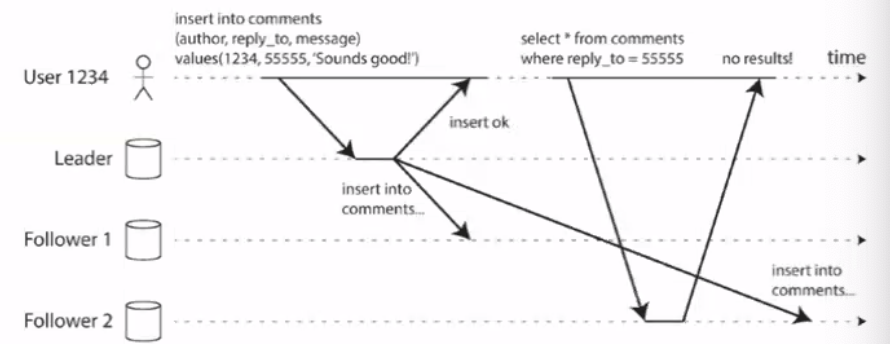 insert into comments
(author, reply_to, message)
values(1234, 55555, 'Sounds good!')
select * from comments
where reply_to = 55555
no results!
time
User 1234
insert ok
Leader
insert into
comments...
Follower 1
insert into
comments...
Follower 2